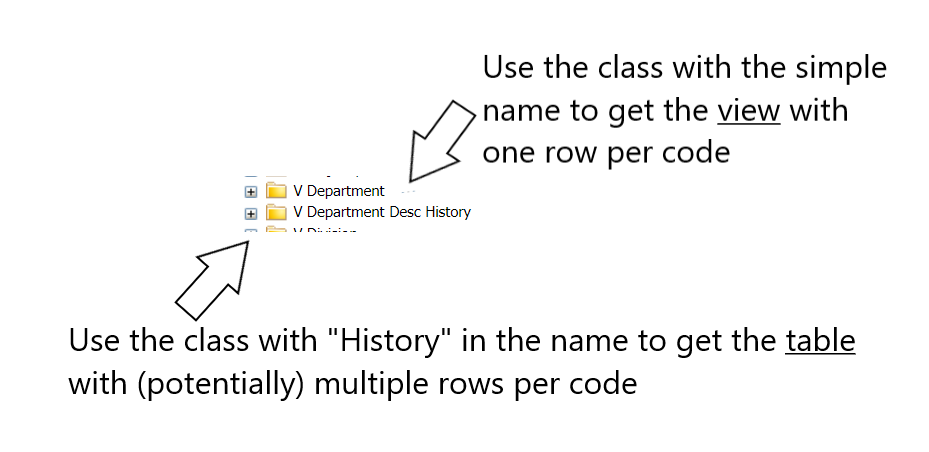 Use the class with the simple
name to get the view with
one row per code
V Department
V Department Desc History
V Division
Use the class with "History" in the name to get the table
with (potentially) multiple rows per code